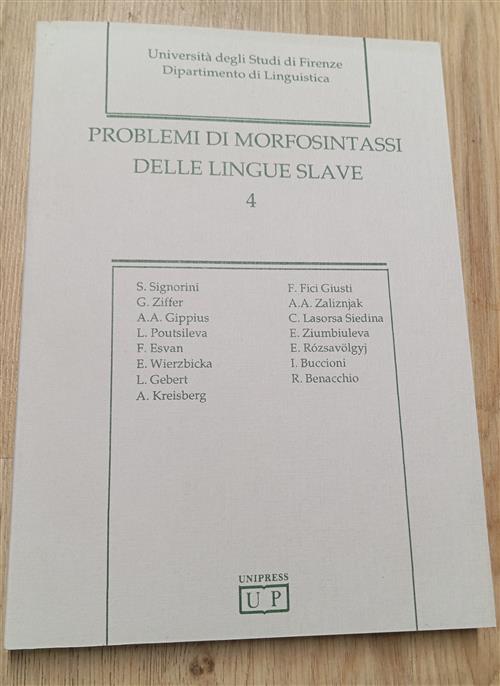 Università degli Studi di Firenze
Dipartimento di Linguistica
PROBLEMI DI MORFOSINTASSI
DELLE LINGUE SLAVE
4
S. Signorini
G. Ziffer
A.A. Gippius
L. Poutsileva
F. Esvan
E. Wierzbicka
L. Gebert
A. Kreisberg
F. Fici Giusti
A.A. Zaliznjak
C. Lasorsa Siedina
E. Ziumbiuleva
E. Rózsavölgyj
I. Buccioni
R. Benacchio
UNIPRESS
U P